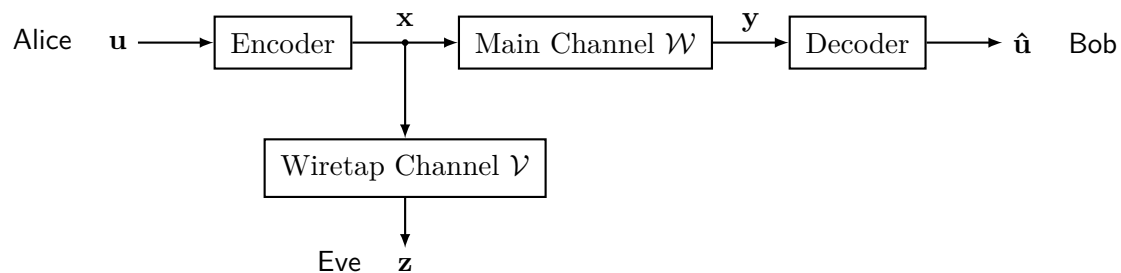 x y
Alice u Encoder Main Channel 𝒲 Decoder û Bob
Wiretap Channel 𝒱
Eve z